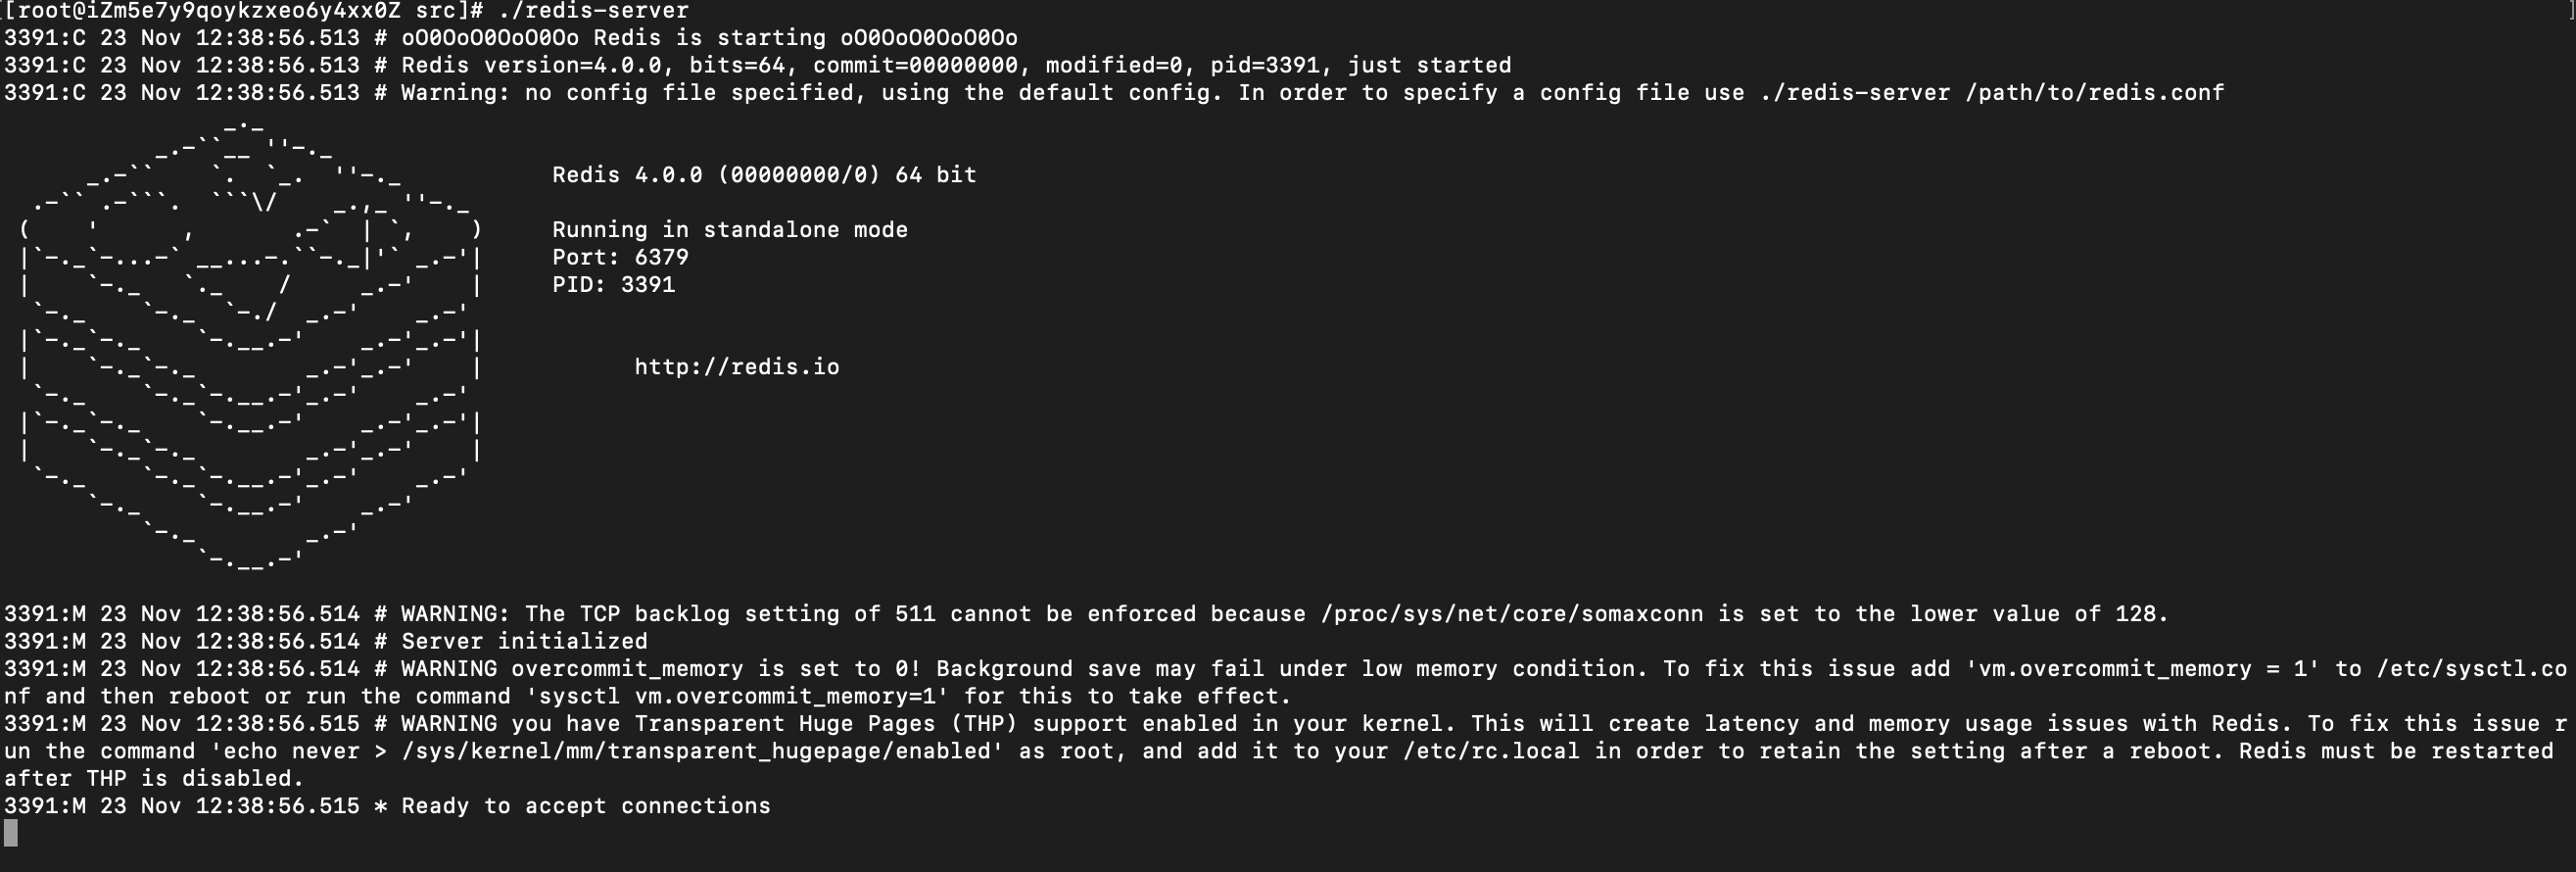 [[root@iZm5e7y9qoykzxeo6y4xx0Z src]# ./redis-server ]
3391:C 23 Nov 12:38:56.513 # oO0OoO0OoO0Oo Redis is starting oO0OoO0OoO0Oo
3391:C 23 Nov 12:38:56.513 # Redis version=4.0.0, bits=64, commit=00000000, modified=0, pid=3391, just started
3391:C 23 Nov 12:38:56.513 # Warning: no config file specified, using the default config. In order to specify a config file use ./redis-server /path/to/redis.conf
Redis 4.0.0 (00000000/0) 64 bit
Running in standalone mode
Port: 6379
PID: 3391
http://redis.io
3391:M 23 Nov 12:38:56.514 # WARNING: The TCP backlog setting of 511 cannot be enforced because /proc/sys/net/core/somaxconn is set to the lower value of 128.
3391:M 23 Nov 12:38:56.514 # Server initialized
3391:M 23 Nov 12:38:56.514 # WARNING overcommit_memory is set to 0! Background save may fail under low memory condition. To fix this issue add 'vm.overcommit_memory = 1' to /etc/sysctl.co
nf and then reboot or run the command 'sysctl vm.overcommit_memory=1' for this to take effect.
3391:M 23 Nov 12:38:56.515 # WARNING you have Transparent Huge Pages (THP) support enabled in your kernel. This will create latency and memory usage issues with Redis. To fix this issue r
un the command 'echo never > /sys/kernel/mm/transparent_hugepage/enabled' as root, and add it to your /etc/rc.local in order to retain the setting after a reboot. Redis must be restarted
after THP is disabled.
3391:M 23 Nov 12:38:56.515 * Ready to accept connections